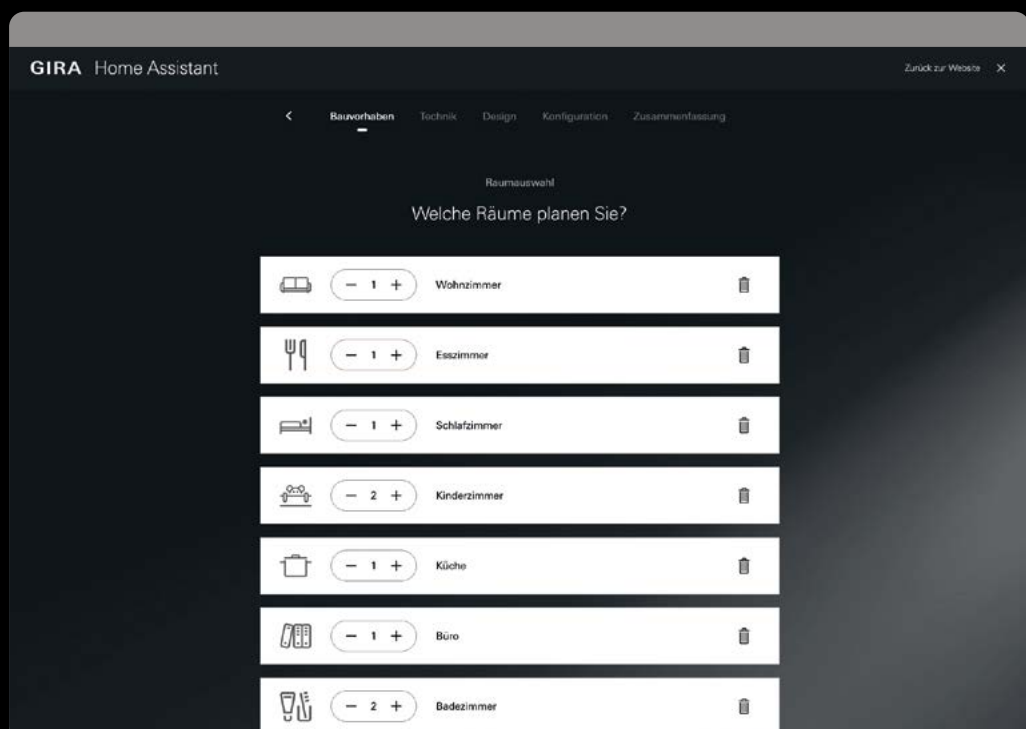 GIRA Home Assistant
Zurück zur Website ×
Bauvorhaben Technik Design Konfiguration Zusammenfassung
Raumauswahl
Welche Räume planen Sie?
− 1 + Wohnzimmer
− 1 + Esszimmer
− 1 + Schlafzimmer
− 2 + Kinderzimmer
− 1 + Küche
− 1 + Büro
− 2 + Badezimmer